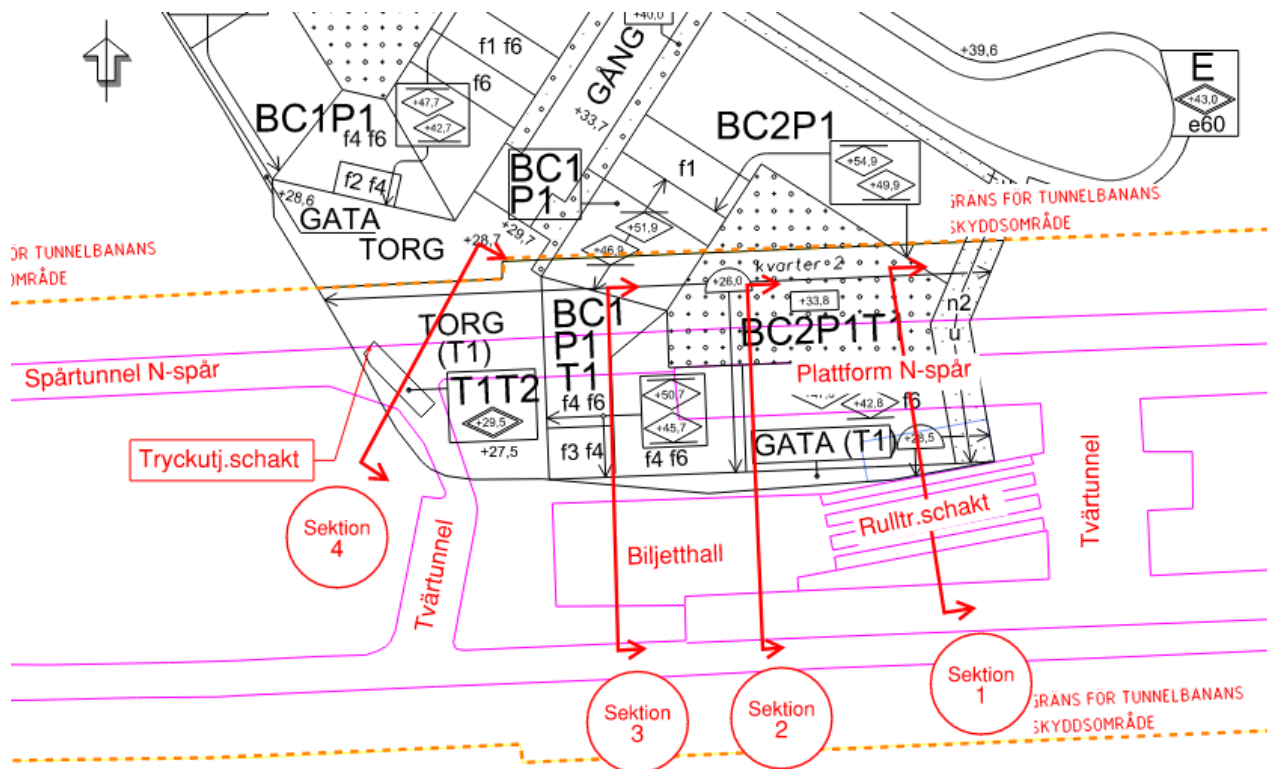 +40,0
+39,6
E
+43,0
e60
f1 f6
f6
GÅNG
+33,7
+47,7
+42,7
BC1P1
f4 f6
BC2P1
+54,9
+49,9
f1
BC1
P1
f2 f4
+28,6
GATA
TORG
+28,7
+29,7
+51,9
+46,9
GRÄNS FÖR TUNNELBANANS
SKYDDSOMRÅDE
ÖR TUNNELBANANS
OMRÅDE
kvarter 2
+26,0
+33,8
n2
u
TORG
(T1)
BC1
P1
T1
BC2P1T1
Spårtunnel N-spår
Plattform N-spår
T1T2
+29,5
+27,5
f4 f6
+50,7
+45,7
+42,8
f6
f3 f4
f4 f6
GATA (T1)
+28,5
Tryckutj.schakt
Sektion
4
Tvärtunnel
Biljetthall
Rulltr.schakt
Tvärtunnel
Sektion
3
Sektion
2
Sektion
1
GRÄNS FÖR TUNNELBANANS
SKYDDSOMRÅDE